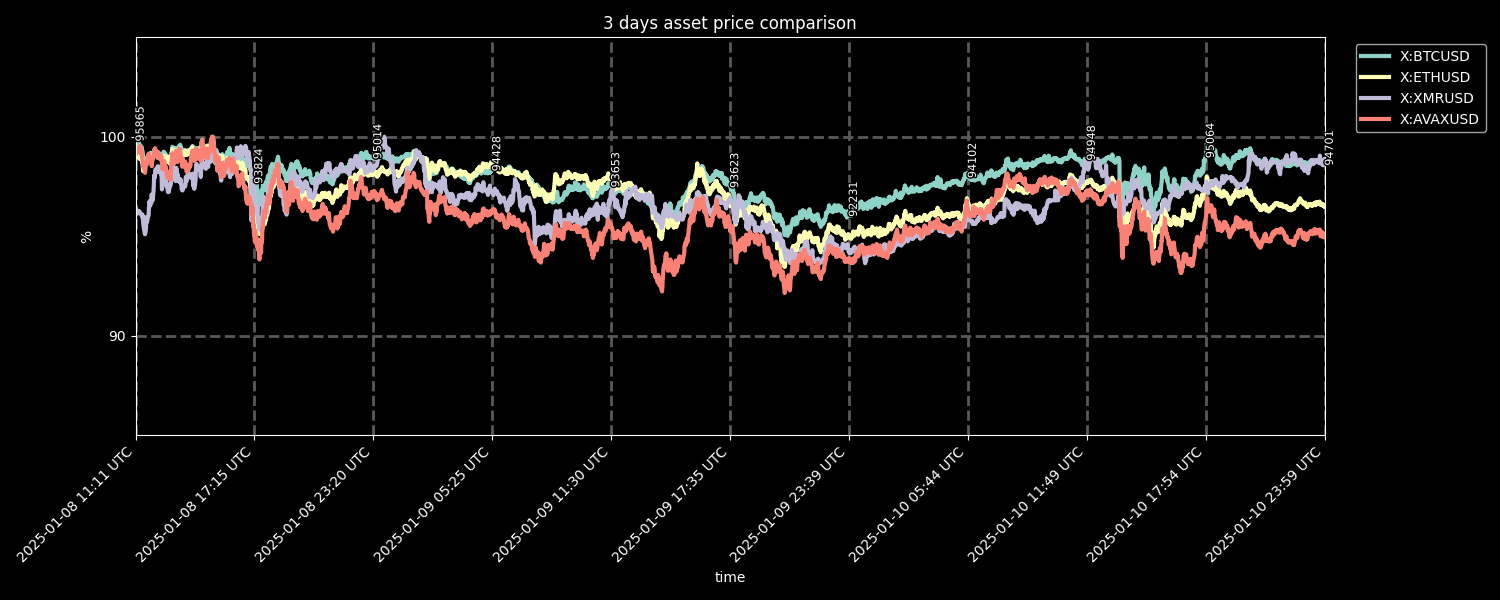 3 days asset price comparison
X:BTCUSD
X:ETHUSD
X:XMRUSD
X:AVAXUSD
%
100
90
95865
93824
95014
94428
93653
93623
92231
94102
94948
95064
94701
2025-01-08 11:11 UTC
2025-01-08 17:15 UTC
2025-01-08 23:20 UTC
2025-01-09 05:25 UTC
2025-01-09 11:30 UTC
2025-01-09 17:35 UTC
2025-01-09 23:39 UTC
2025-01-10 05:44 UTC
2025-01-10 11:49 UTC
2025-01-10 17:54 UTC
2025-01-10 23:59 UTC
time